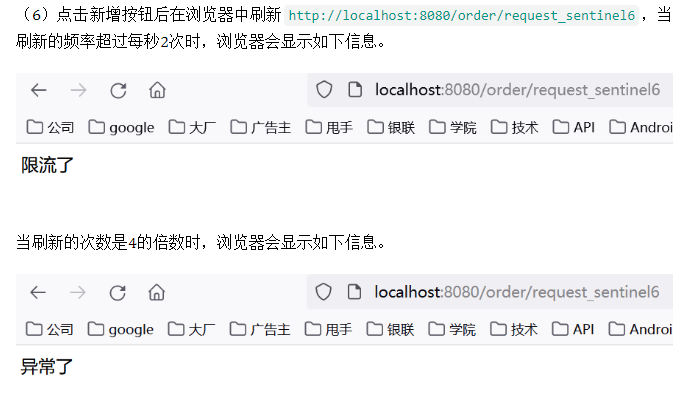 （6）点击新增按钮后在浏览器中刷新 http://localhost:8080/order/request_sentinel6 ，当
刷新的频率超过每秒2次时，浏览器会显示如下信息。
localhost:8080/order/request_sentinel6
公司 google 大厂 广告主 甩手 银联 学院 技术 API Androi
限流了
当刷新的次数是4的倍数时，浏览器会显示如下信息。
localhost:8080/order/request_sentinel6
公司 google 大厂 广告主 甩手 银联 学院 技术 API Androi
异常了